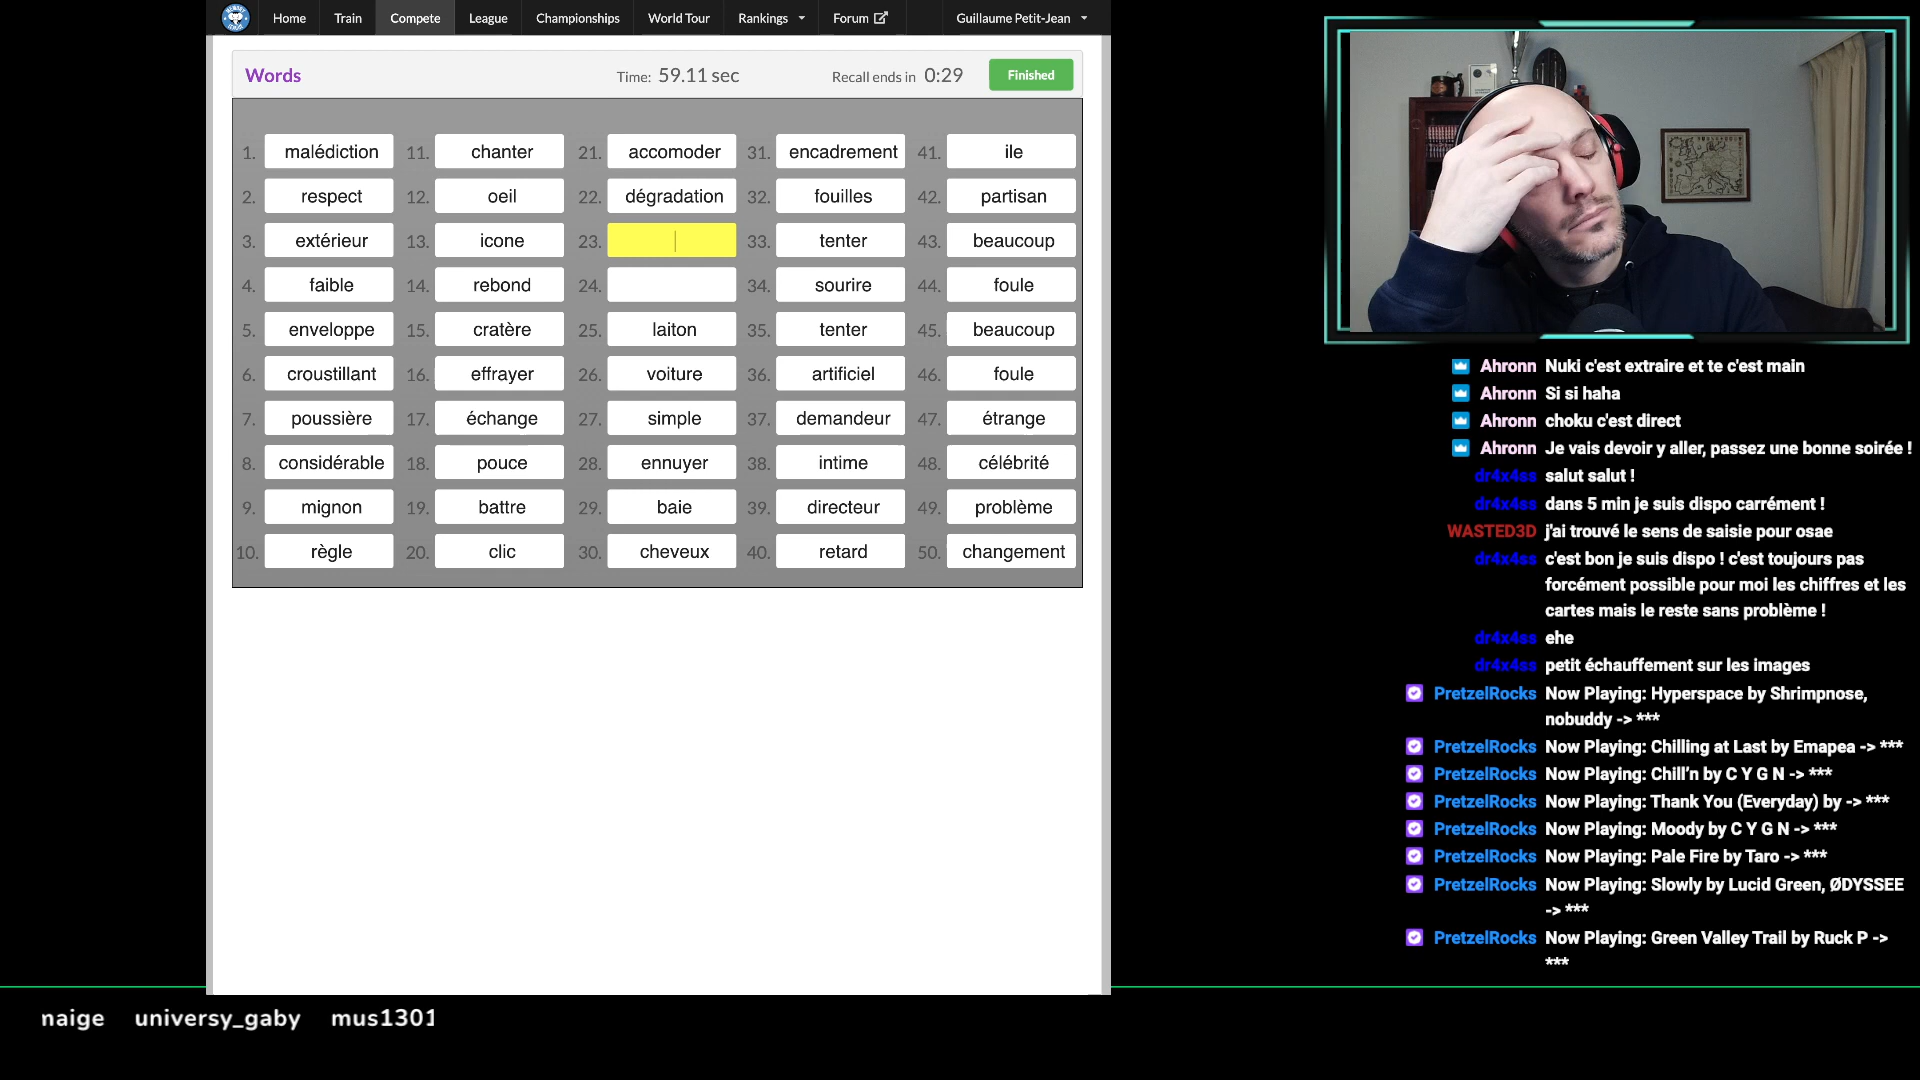 Home Train Compete League Championships World Tour Rankings Forum Guillaume Petit-Jean
Words Time: 59.11 sec Recall ends in 0:29 Finished
1. malédiction 11. chanter 21. accomoder 31. encadrement 41. ile
2. respect 12. oeil 22. dégradation 32. fouilles 42. partisan
3. extérieur 13. icone 23. 33. tenter 43. beaucoup
4. faible 14. rebond 24. 34. sourire 44. foule
5. enveloppe 15. cratère 25. laiton 35. tenter 45. beaucoup
6. croustillant 16. effrayer 26. voiture 36. artificiel 46. foule
7. poussière 17. échange 27. simple 37. demandeur 47. étrange
8. considérable 18. pouce 28. ennuyer 38. intime 48. célébrité
9. mignon 19. battre 29. baie 39. directeur 49. problème
10. règle 20. clic 30. cheveux 40. retard 50. changement
Ahronn Nuki c'est extraire et te c'est main
Ahronn Si si haha
Ahronn choku c'est direct
Ahronn Je vais devoir y aller, passez une bonne soirée !
dr4x4ss salut salut !
dr4x4ss dans 5 min je suis dispo carrément !
WASTED3D j'ai trouvé le sens de saisie pour osae
dr4x4ss c'est bon je suis dispo ! c'est toujours pas
forcément possible pour moi les chiffres et les
cartes mais le reste sans problème !
dr4x4ss ehe
dr4x4ss petit échauffement sur les images
PretzelRocks Now Playing: Hyperspace by Shrimpnose,
nobuddy -> ***
PretzelRocks Now Playing: Chilling at Last by Emapea -> ***
PretzelRocks Now Playing: Chill’n by C Y G N -> ***
PretzelRocks Now Playing: Thank You (Everyday) by -> ***
PretzelRocks Now Playing: Moody by C Y G N -> ***
PretzelRocks Now Playing: Pale Fire by Taro -> ***
PretzelRocks Now Playing: Slowly by Lucid Green, ØDYSSEE
-> ***
PretzelRocks Now Playing: Green Valley Trail by Ruck P ->
***
naige universy_gaby mus1301